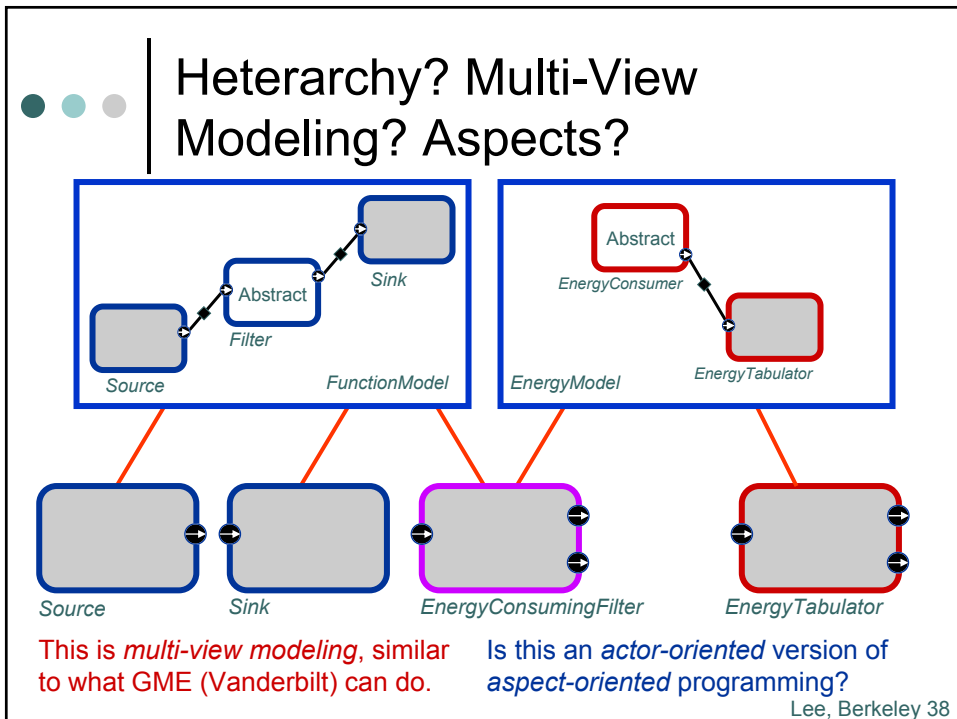 Heterarchy? Multi-View
Modeling? Aspects?
Sink
Abstract
Filter
Source
FunctionModel
Abstract
EnergyConsumer
EnergyTabulator
EnergyModel
Source
Sink
EnergyConsumingFilter
EnergyTabulator
This is multi-view modeling, similar
to what GME (Vanderbilt) can do.
Is this an actor-oriented version of
aspect-oriented programming?
Lee, Berkeley 38